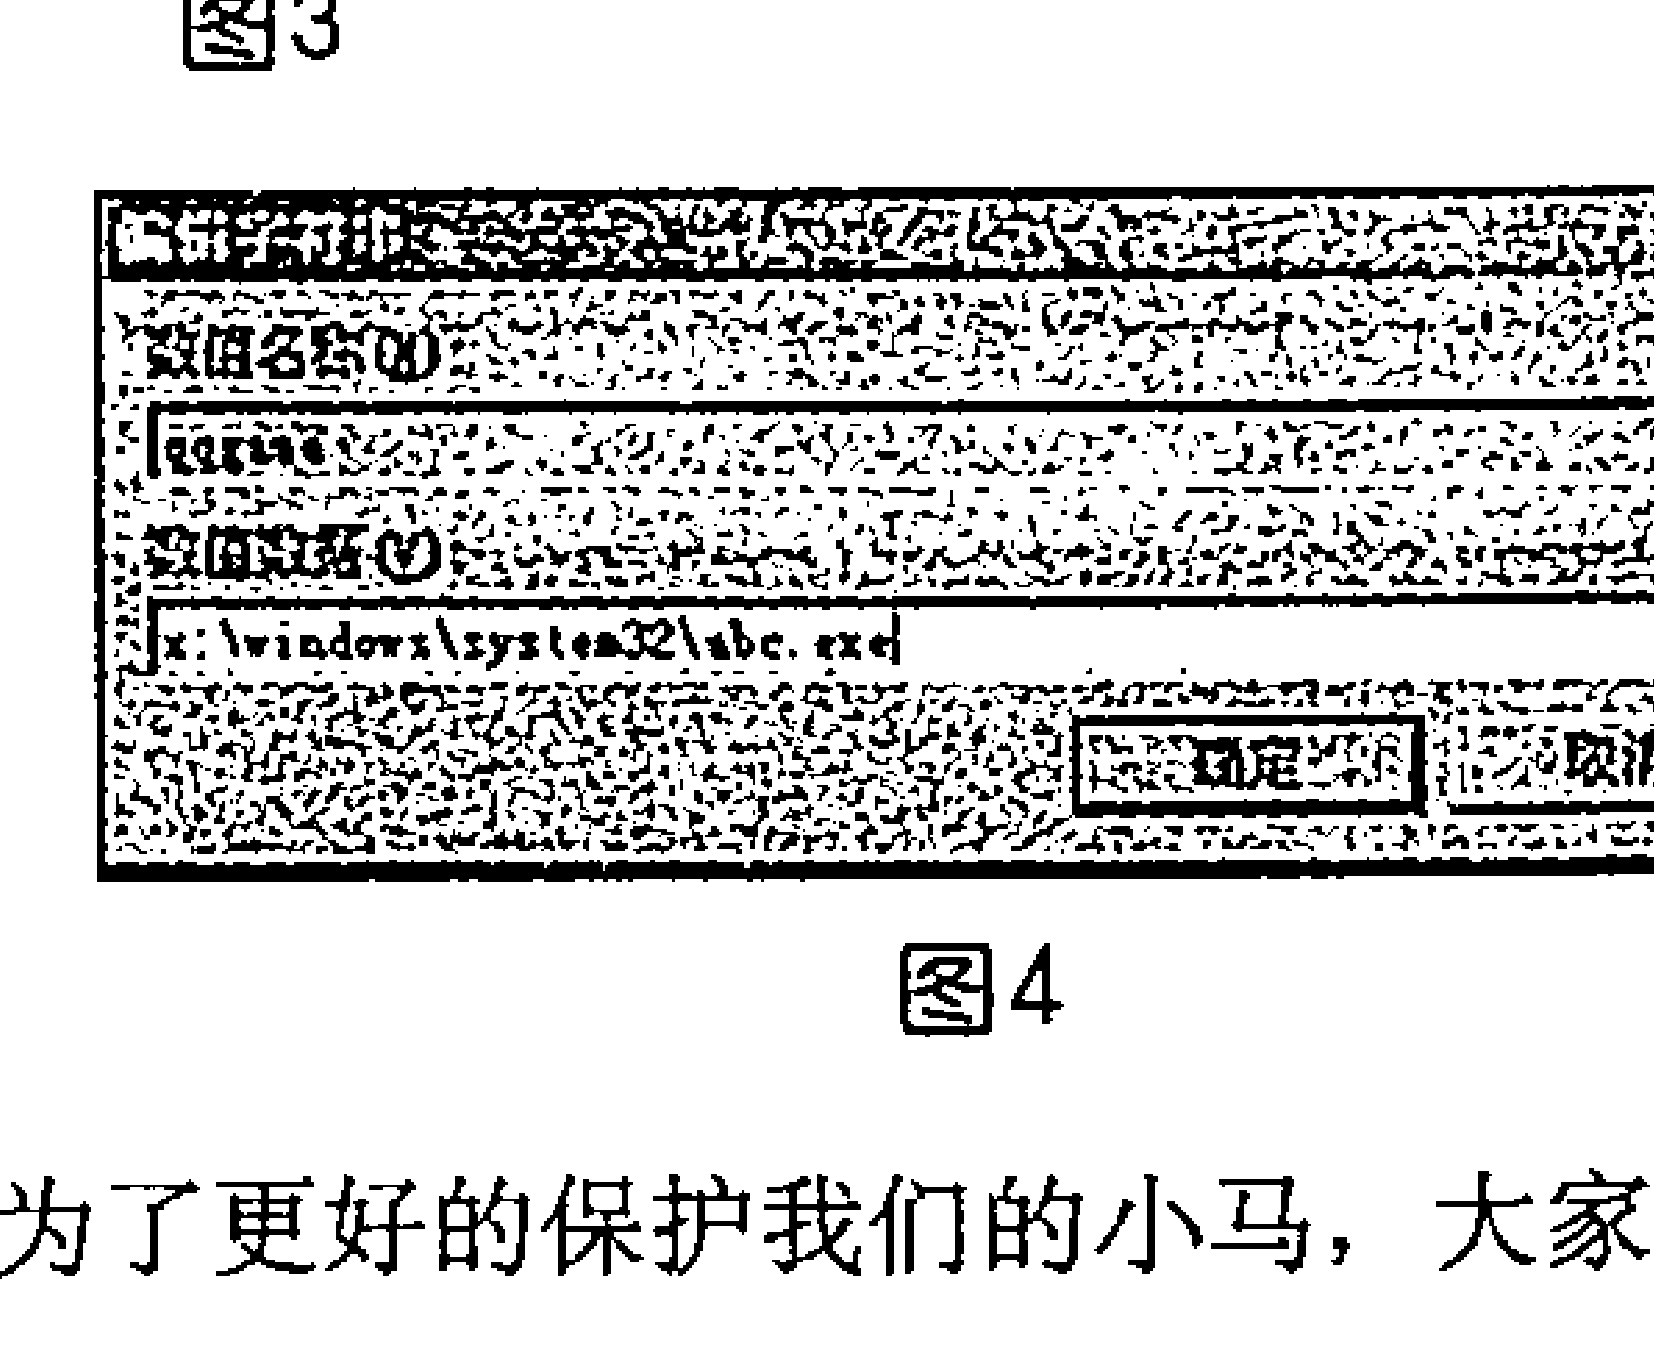 图3
数值名称(N)
数值数据(V)
x:\windows\system32\abc.exe
确定
图4
为了更好的保护我们的小马，大家